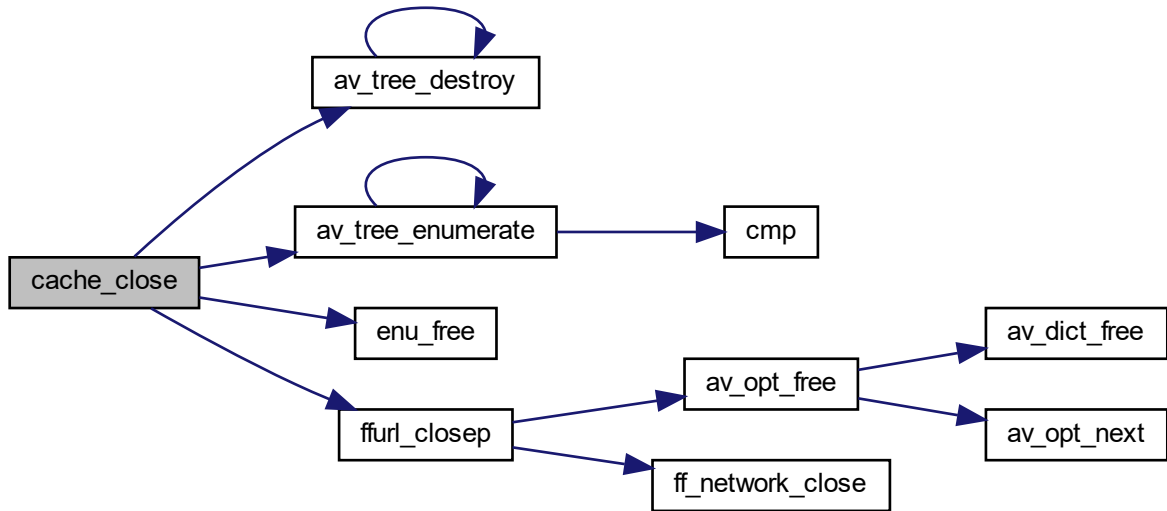 av_tree_destroy
av_tree_enumerate
cmp
cache_close
enu_free
av_dict_free
av_opt_free
ffurl_closep
av_opt_next
ff_network_close